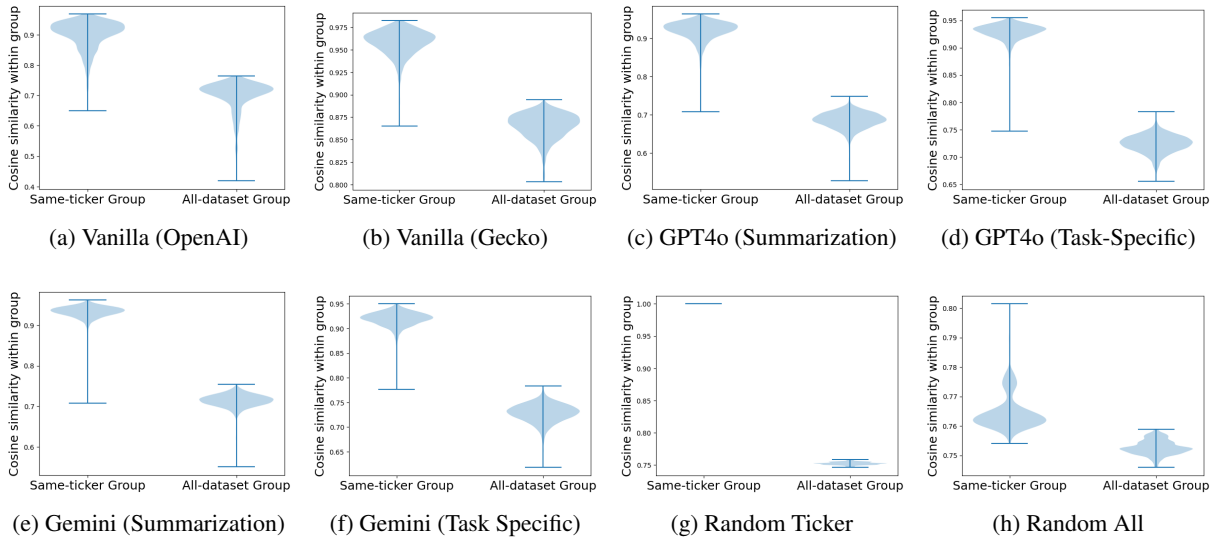 Cosine similarity within group
0.9
0.8
0.7
0.6
0.5
0.4
Same-ticker Group All-dataset Group
(a) Vanilla (OpenAI)
Cosine similarity within group
0.975
0.950
0.925
0.900
0.875
0.850
0.825
0.800
Same-ticker Group All-dataset Group
(b) Vanilla (Gecko)
Cosine similarity within group
0.9
0.8
0.7
0.6
Same-ticker Group All-dataset Group
(c) GPT4o (Summarization)
Cosine similarity within group
0.95
0.90
0.85
0.80
0.75
0.70
0.65
Same-ticker Group All-dataset Group
(d) GPT4o (Task-Specific)
Cosine similarity within group
0.9
0.8
0.7
0.6
Same-ticker Group All-dataset Group
(e) Gemini (Summarization)
Cosine similarity within group
0.95
0.90
0.85
0.80
0.75
0.70
0.65
Same-ticker Group All-dataset Group
(f) Gemini (Task Specific)
Cosine similarity within group
1.00
0.95
0.90
0.85
0.80
0.75
Same-ticker Group All-dataset Group
(g) Random Ticker
Cosine similarity within group
0.80
0.79
0.78
0.77
0.76
0.75
Same-ticker Group All-dataset Group
(h) Random All